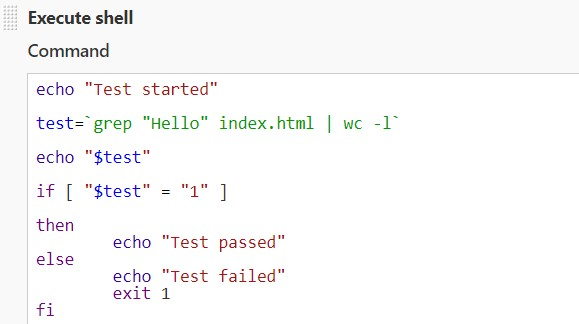 Execute shell
Command
echo "Test started"
test=`grep "Hello" index.html | wc -l`
echo "$test"
if [ "$test" = "1" ]
then
echo "Test passed"
else
echo "Test failed"
exit 1
fi